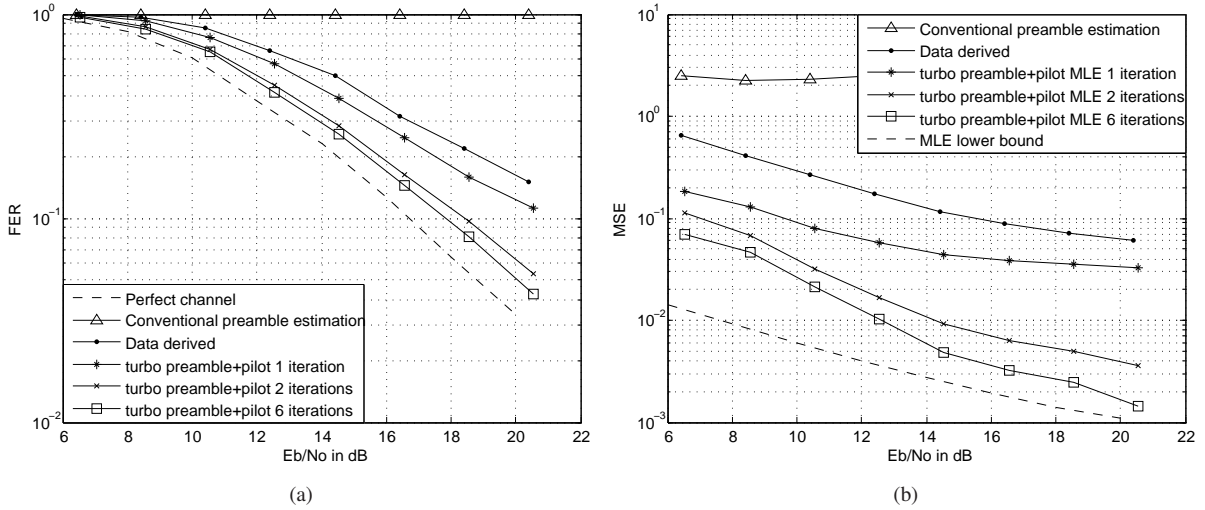 10^0
10^-1
10^-2
FER
6 8 10 12 14 16 18 20 22
Eb/No in dB
Perfect channel
Conventional preamble estimation
Data derived
turbo preamble+pilot 1 iteration
turbo preamble+pilot 2 iterations
turbo preamble+pilot 6 iterations
(a)
10^1
10^0
10^-1
10^-2
10^-3
MSE
6 8 10 12 14 16 18 20 22
Eb/No in dB
Conventional preamble estimation
Data derived
turbo preamble+pilot MLE 1 iteration
turbo preamble+pilot MLE 2 iterations
turbo preamble+pilot MLE 6 iterations
MLE lower bound
(b)